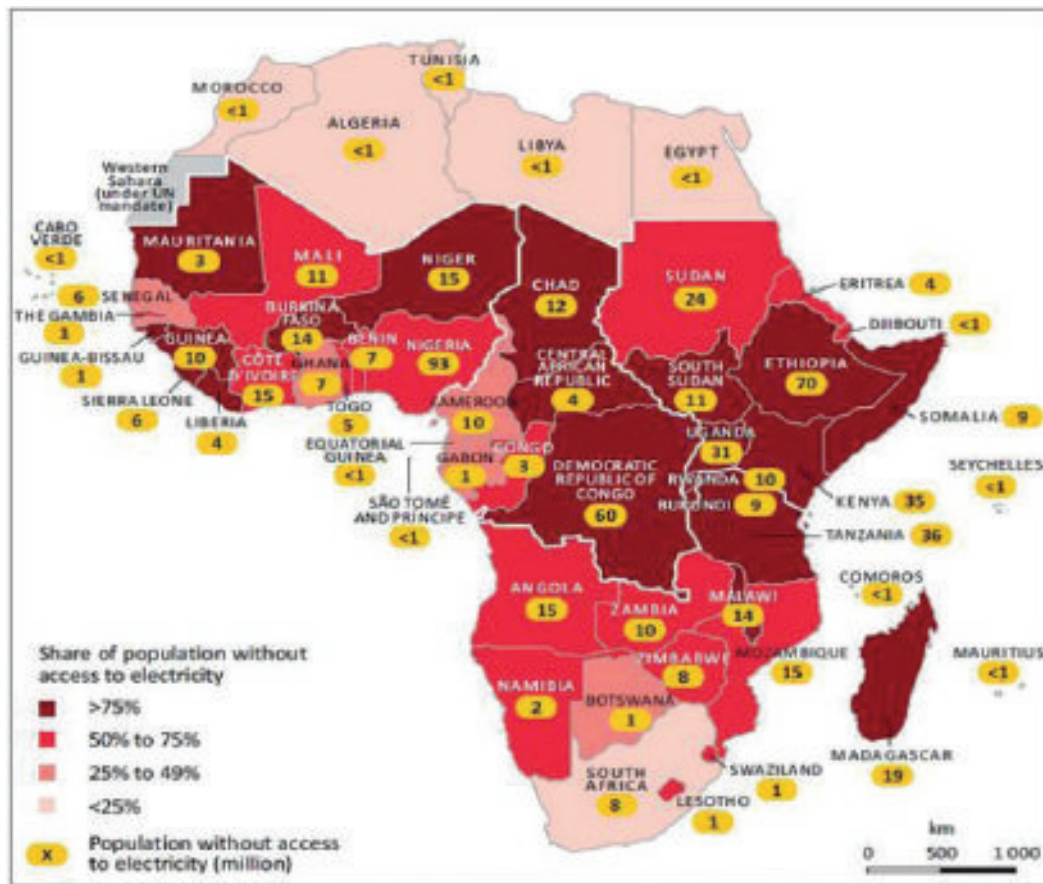 TUNISIA
<1
MOROCCO
<1
ALGERIA
<1
LIBYA
<1
EGYPT
<1
Western
Sahara
(under UN
mandate)
CABO
VERDE
<1
MAURITANIA
3
MALI
11
NIGER
15
CHAD
12
SUDAN
24
ERITREA 4
6 SENEGAL
THE GAMBIA
1
GUINEA-BISSAU
1
GUINEA
10
BURKINA
FASO
14
BENIN
7
NIGERIA
93
DJIBOUTI <1
ETHIOPIA
70
CÔTE
D'IVOIRE
15
GHANA
7
CENTRAL
AFRICAN
REPUBLIC
4
SOUTH
SUDAN
11
SIERRA LEONE
6
LIBERIA
4
TOGO
5
CAMEROON
10
SOMALIA 9
EQUATORIAL
GUINEA
<1
GABON
1
CONGO
3
DEMOCRATIC
REPUBLIC OF
CONGO
60
UGANDA
31
RWANDA 10
BURUNDI 9
SEYCHELLES
<1
KENYA 35
TANZANIA 36
SÃO TOMÉ
AND PRÍNCIPE
<1
COMOROS
<1
ANGOLA
15
ZAMBIA
10
MALAWI
14
MOZAMBIQUE
15
MAURITIUS
<1
ZIMBABWE
8
NAMIBIA
2
BOTSWANA
1
MADAGASCAR
19
SWAZILAND
1
SOUTH
AFRICA
8
LESOTHO
1
Share of population without
access to electricity
>75%
50% to 75%
25% to 49%
<25%
X Population without access
to electricity (million)
km
0 500 1 000